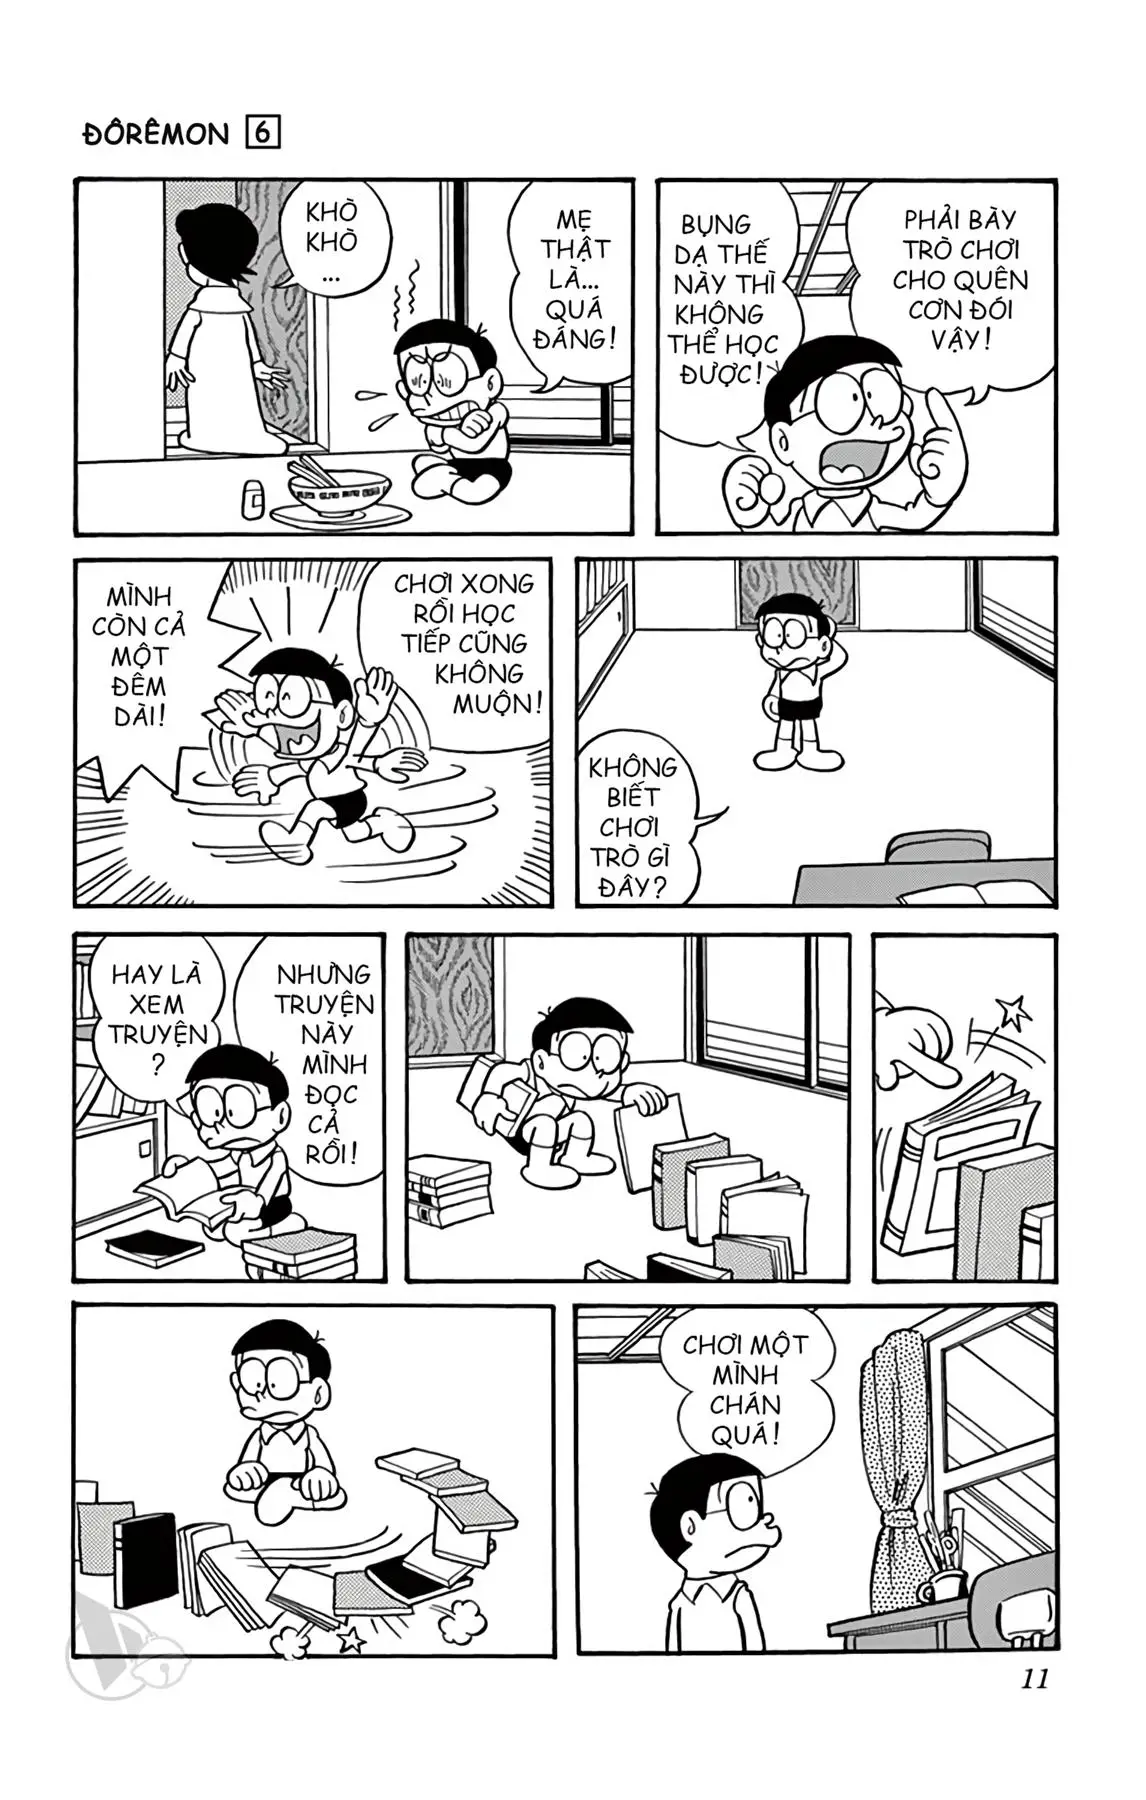 ĐÔRÊMON 6
KHÒ
KHÒ
...
MẸ
THẬT
LÀ...
QUÁ
ĐÁNG!
BỤNG
DẠ THẾ
NÀY THÌ
KHÔNG
THỂ HỌC
ĐƯỢC!
PHẢI BÀY
TRÒ CHƠI
CHO QUÊN
CƠN ĐÓI
VẬY!
MÌNH
CÒN CẢ
MỘT
ĐÊM
DÀI!
CHƠI XONG
RỒI HỌC
TIẾP CŨNG
KHÔNG
MUỘN!
KHÔNG
BIẾT
CHƠI
TRÒ GÌ
ĐÂY?
HAY LÀ
XEM
TRUYỆN
?
NHƯNG
TRUYỆN
NÀY
MÌNH
ĐỌC
CẢ
RỒI!
CHƠI MỘT
MÌNH
CHÁN
QUÁ!
11